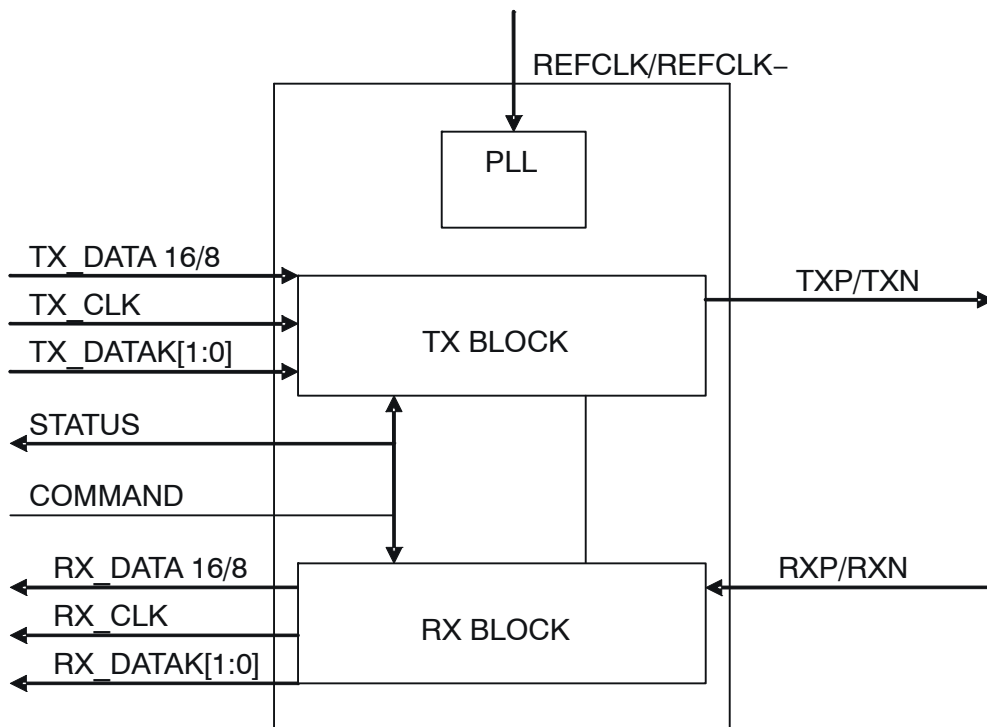 REFCLK/REFCLK–
PLL
TX_DATA 16/8
TX_CLK
TX_DATAK[1:0]
TX BLOCK
TXP/TXN
STATUS
COMMAND
RX_DATA 16/8
RX_CLK
RX_DATAK[1:0]
RX BLOCK
RXP/RXN